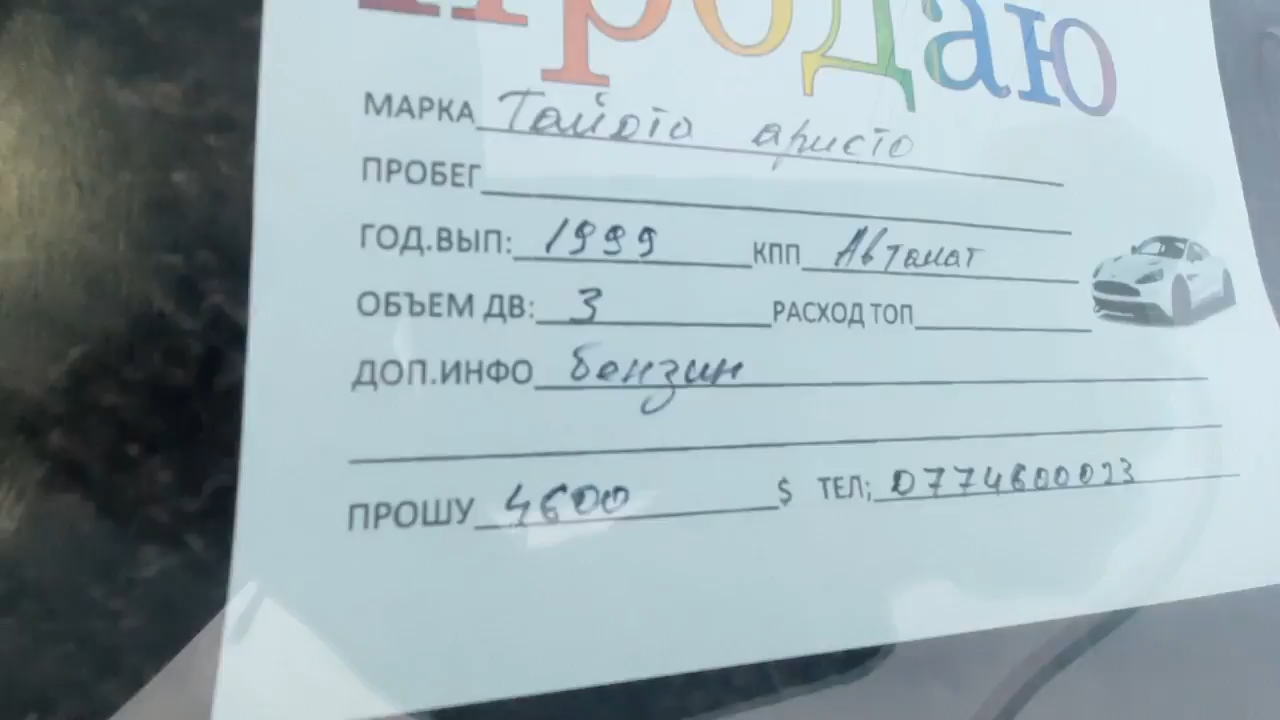 Продаю
МАРКА Тайота аристо
ПРОБЕГ
ГОД.ВЫП: 1999 КПП Автамат
ОБЪЕМ ДВ: 3 РАСХОД ТОП
ДОП.ИНФО бензин
ПРОШУ 4600 $ ТЕЛ; 0774600023